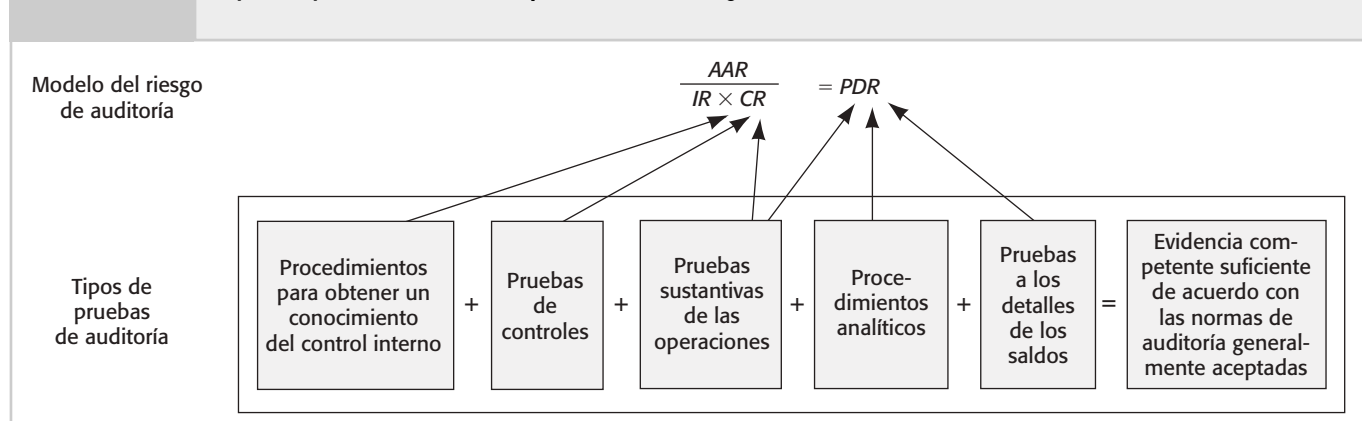 Modelo del riesgo
de auditoría
AAR
IR × CR
= PDR
Tipos de
pruebas
de auditoría
Procedimientos
para obtener un
conocimiento
del control interno
+
Pruebas
de
controles
+
Pruebas
sustantivas
de las
operaciones
+
Proce-
dimientos
analíticos
+
Pruebas
a los
detalles
de los
saldos
=
Evidencia com-
petente suficiente
de acuerdo con
las normas de
auditoría general-
mente aceptadas